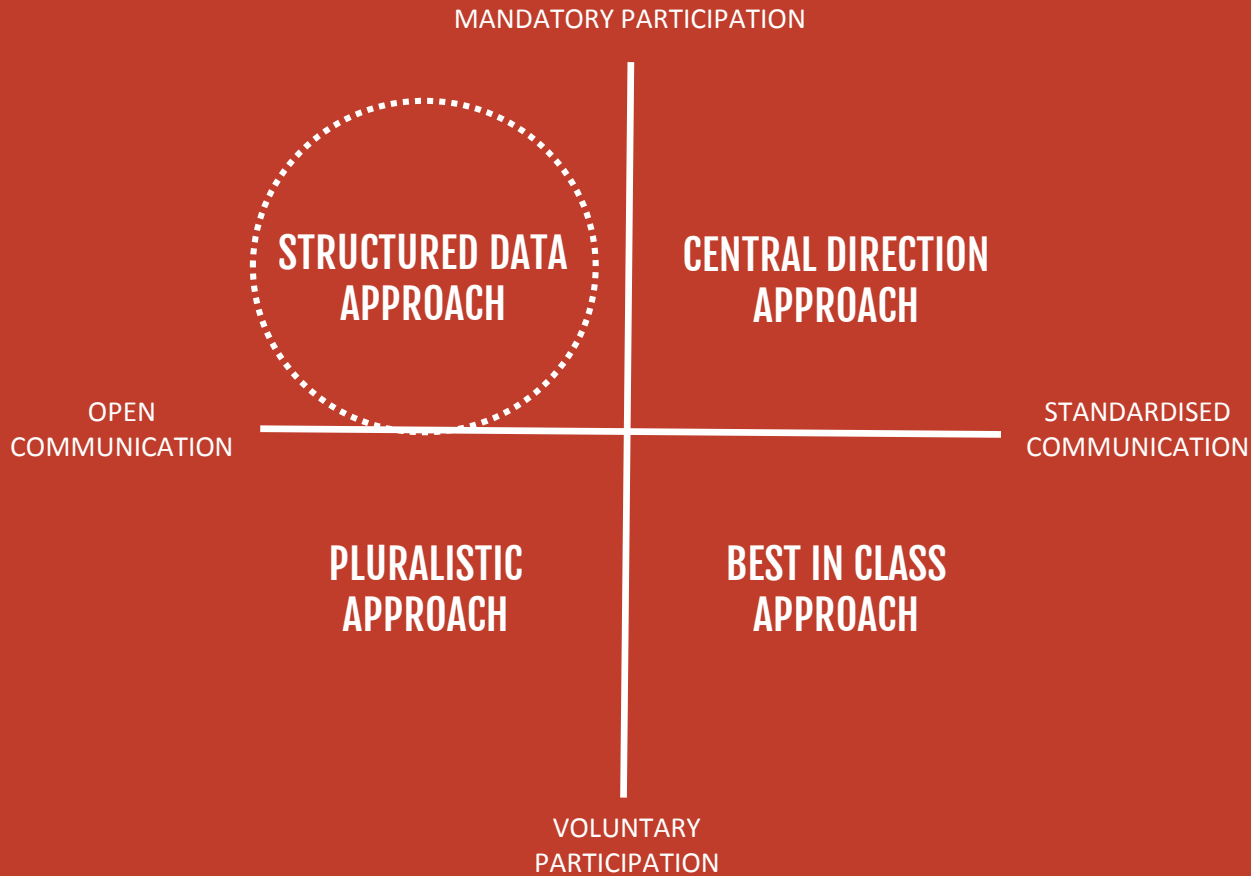 MANDATORY PARTICIPATION
STRUCTURED DATA
APPROACH
CENTRAL DIRECTION
APPROACH
OPEN
COMMUNICATION
STANDARDISED
COMMUNICATION
PLURALISTIC
APPROACH
BEST IN CLASS
APPROACH
VOLUNTARY
PARTICIPATION